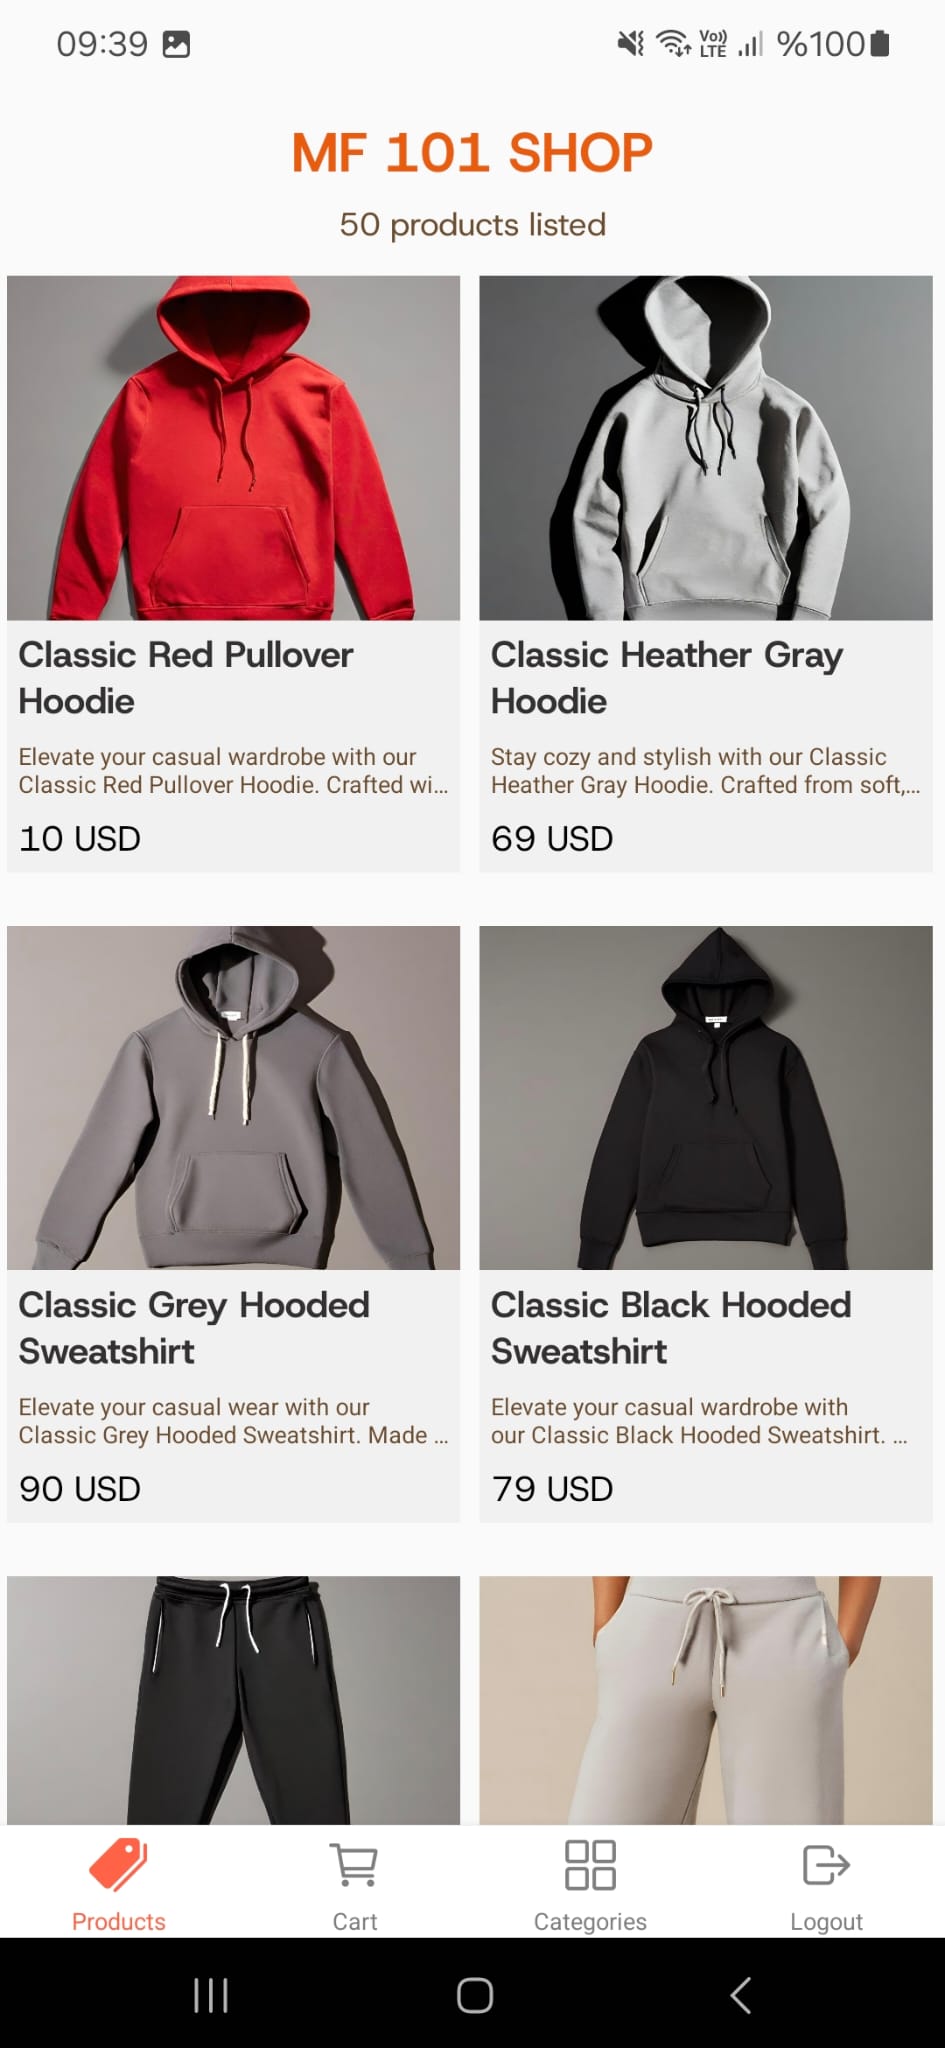 09:39
Vo))
LTE
%100
MF 101 SHOP
50 products listed
Classic Red Pullover
Hoodie
Elevate your casual wardrobe with our
Classic Red Pullover Hoodie. Crafted wi...
10 USD
Classic Heather Gray
Hoodie
Stay cozy and stylish with our Classic
Heather Gray Hoodie. Crafted from soft,...
69 USD
Classic Grey Hooded
Sweatshirt
Elevate your casual wear with our
Classic Grey Hooded Sweatshirt. Made ...
90 USD
Classic Black Hooded
Sweatshirt
Elevate your casual wardrobe with
our Classic Black Hooded Sweatshirt. ...
79 USD
Products
Cart
Categories
Logout